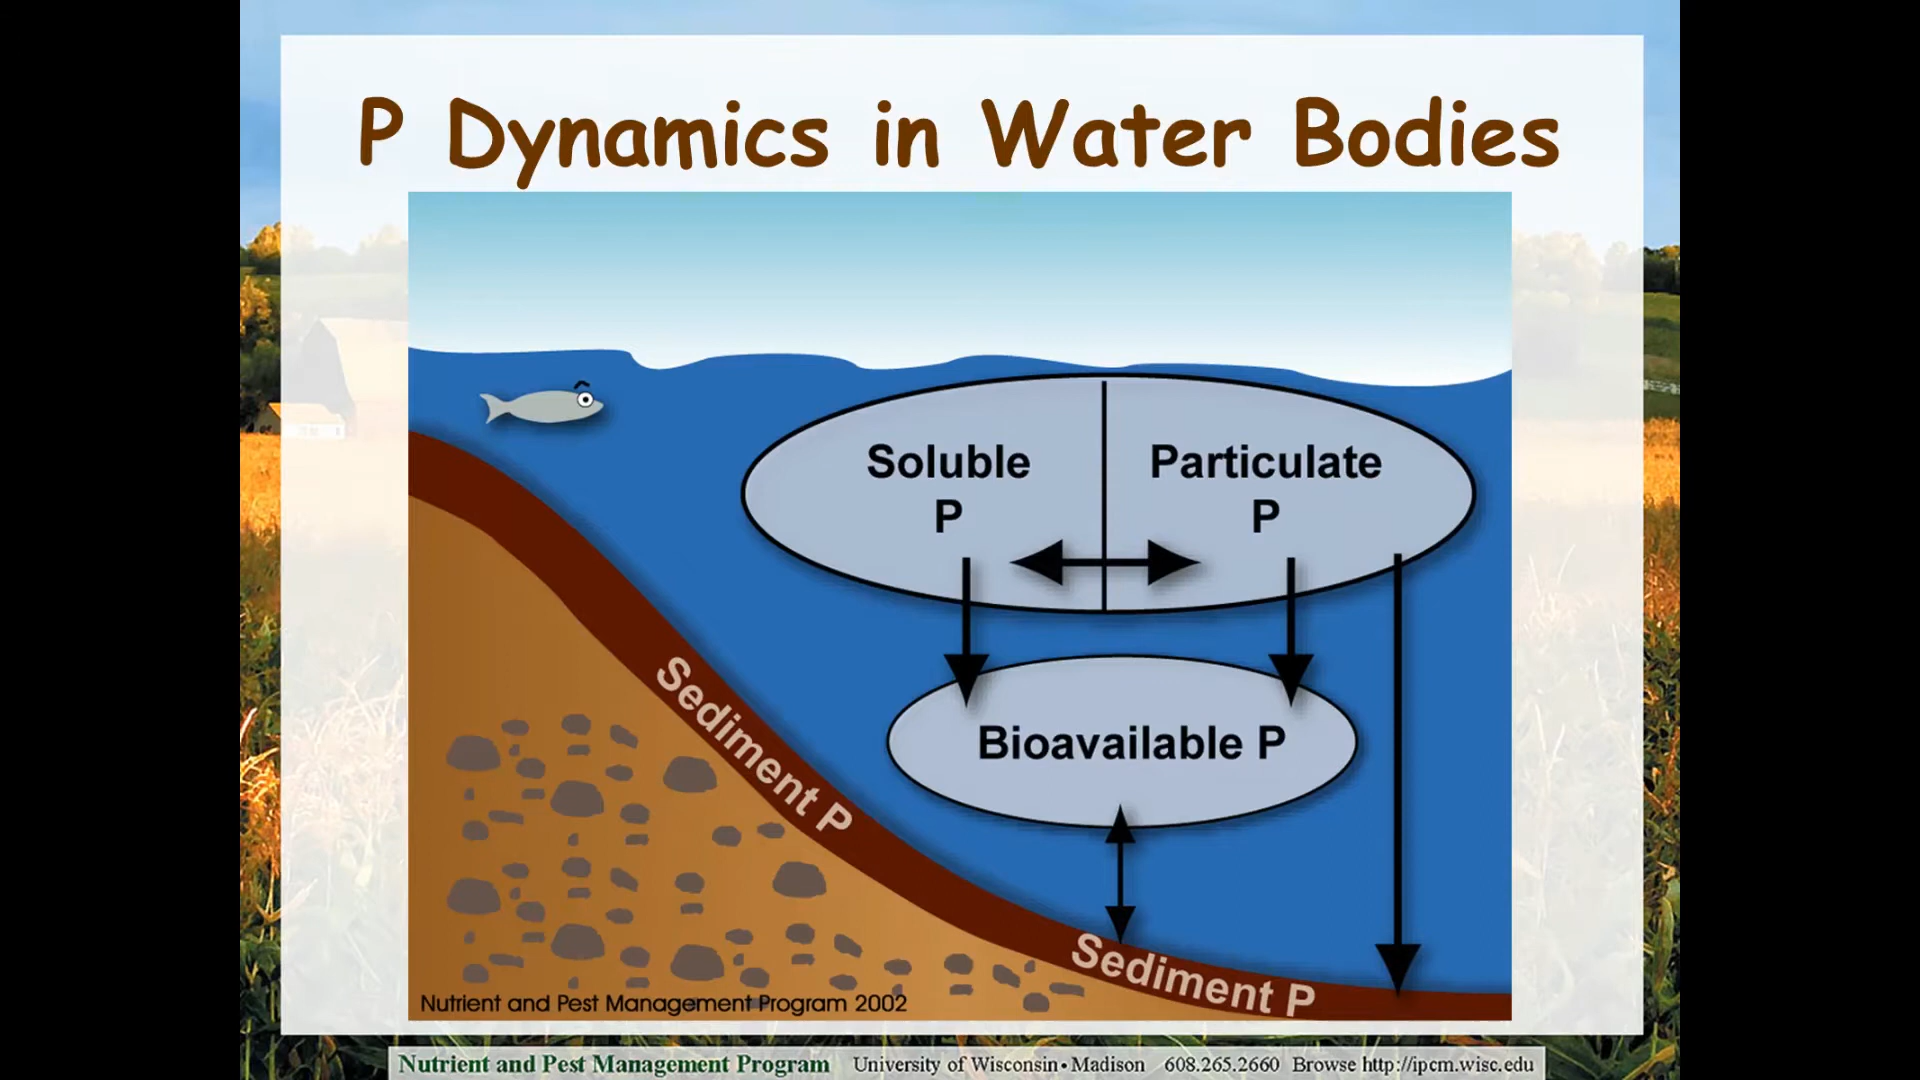 P Dynamics in Water Bodies
Soluble
P
Particulate
P
Bioavailable P
Sediment P
Sediment P
Nutrient and Pest Management Program 2002
Nutrient and Pest Management Program University of Wisconsin•Madison 608.265.2660 Browse http://ipcm.wisc.edu